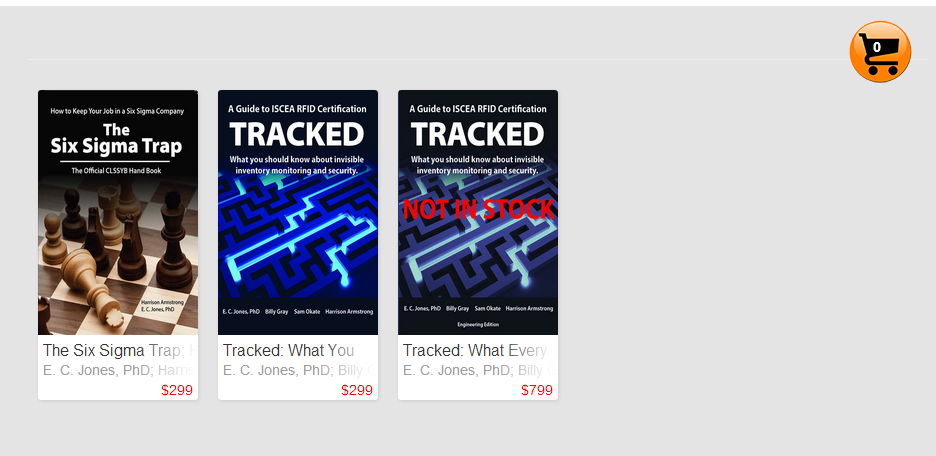 0
How to Keep Your Job in a Six Sigma Company
The
Six Sigma Trap
The Official CLSSYB Hand Book
Harrison Armstrong
E. C. Jones, PhD
The Six Sigma Trap; H
E. C. Jones, PhD; Harris
$299
A Guide to ISCEA RFID Certification
TRACKED
What you should know about invisible
inventory monitoring and security.
E. C. Jones, PhD Billy Gray Sam Okate Harrison Armstrong
Tracked: What You
E. C. Jones, PhD; Billy G
$299
A Guide to ISCEA RFID Certification
TRACKED
What you should know about invisible
inventory monitoring and security.
NOT IN STOCK
E. C. Jones, PhD Billy Gray Sam Okate Harrison Armstrong
Engineering Edition
Tracked: What Every
E. C. Jones, PhD; Billy G
$799